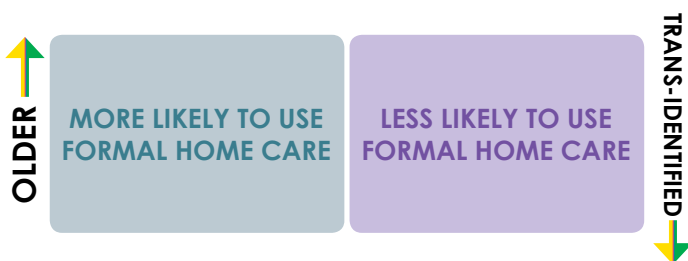 OLDER
MORE LIKELY TO USE
FORMAL HOME CARE
LESS LIKELY TO USE
FORMAL HOME CARE
TRANS-IDENTIFIED